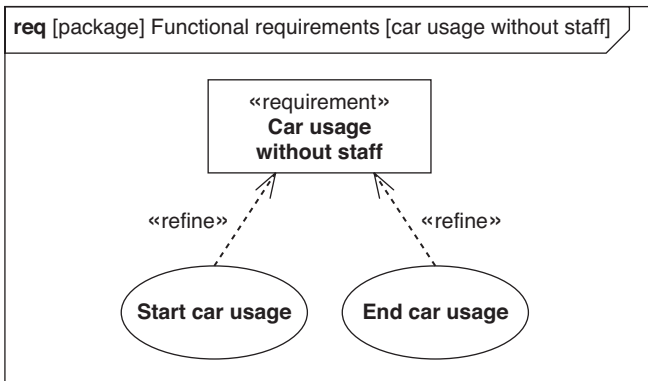 req [package] Functional requirements [car usage without staff]
«requirement»
Car usage
without staff
«refine»
«refine»
Start car usage
End car usage